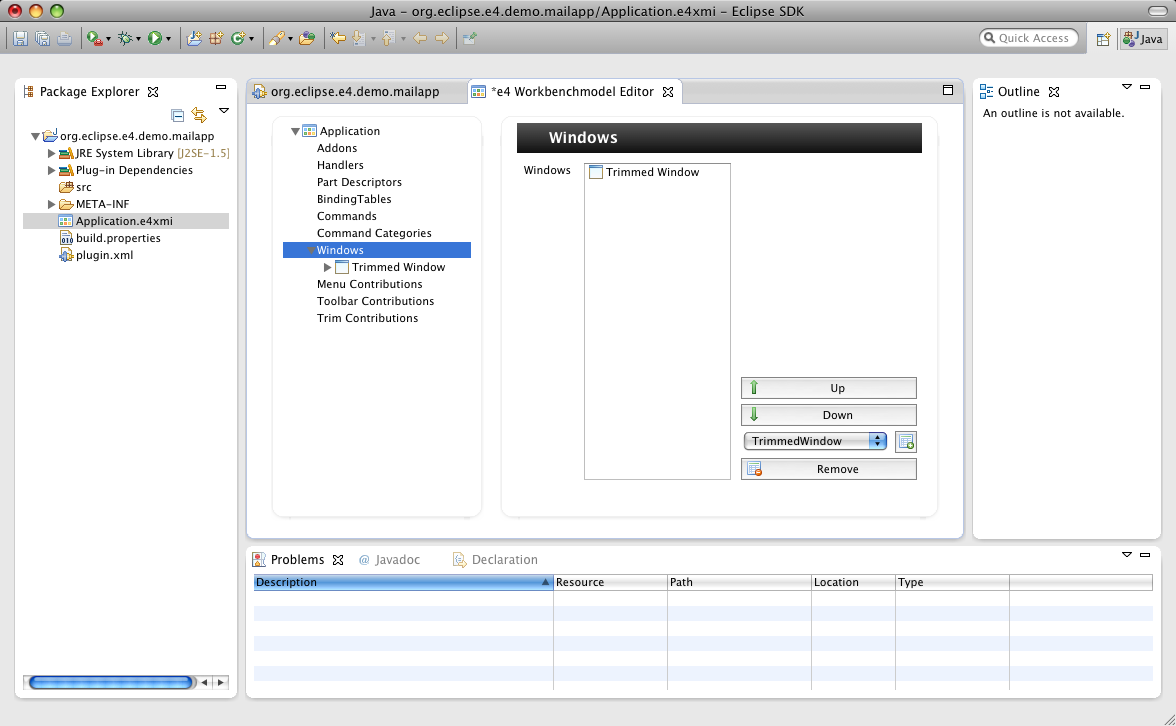 Java - org.eclipse.e4.demo.mailapp/Application.e4xmi - Eclipse SDK
Quick Access
Java
Package Explorer
org.eclipse.e4.demo.mailapp
JRE System Library [J2SE-1.5]
Plug-in Dependencies
src
META-INF
Application.e4xmi
build.properties
plugin.xml
org.eclipse.e4.demo.mailapp
*e4 Workbenchmodel Editor
Application
Addons
Handlers
Part Descriptors
BindingTables
Commands
Command Categories
Windows
Trimmed Window
Menu Contributions
Toolbar Contributions
Trim Contributions
Windows
Windows
Trimmed Window
Up
Down
TrimmedWindow
Remove
Outline
An outline is not available.
Problems
@ Javadoc
Declaration
Description Resource Path Location Type